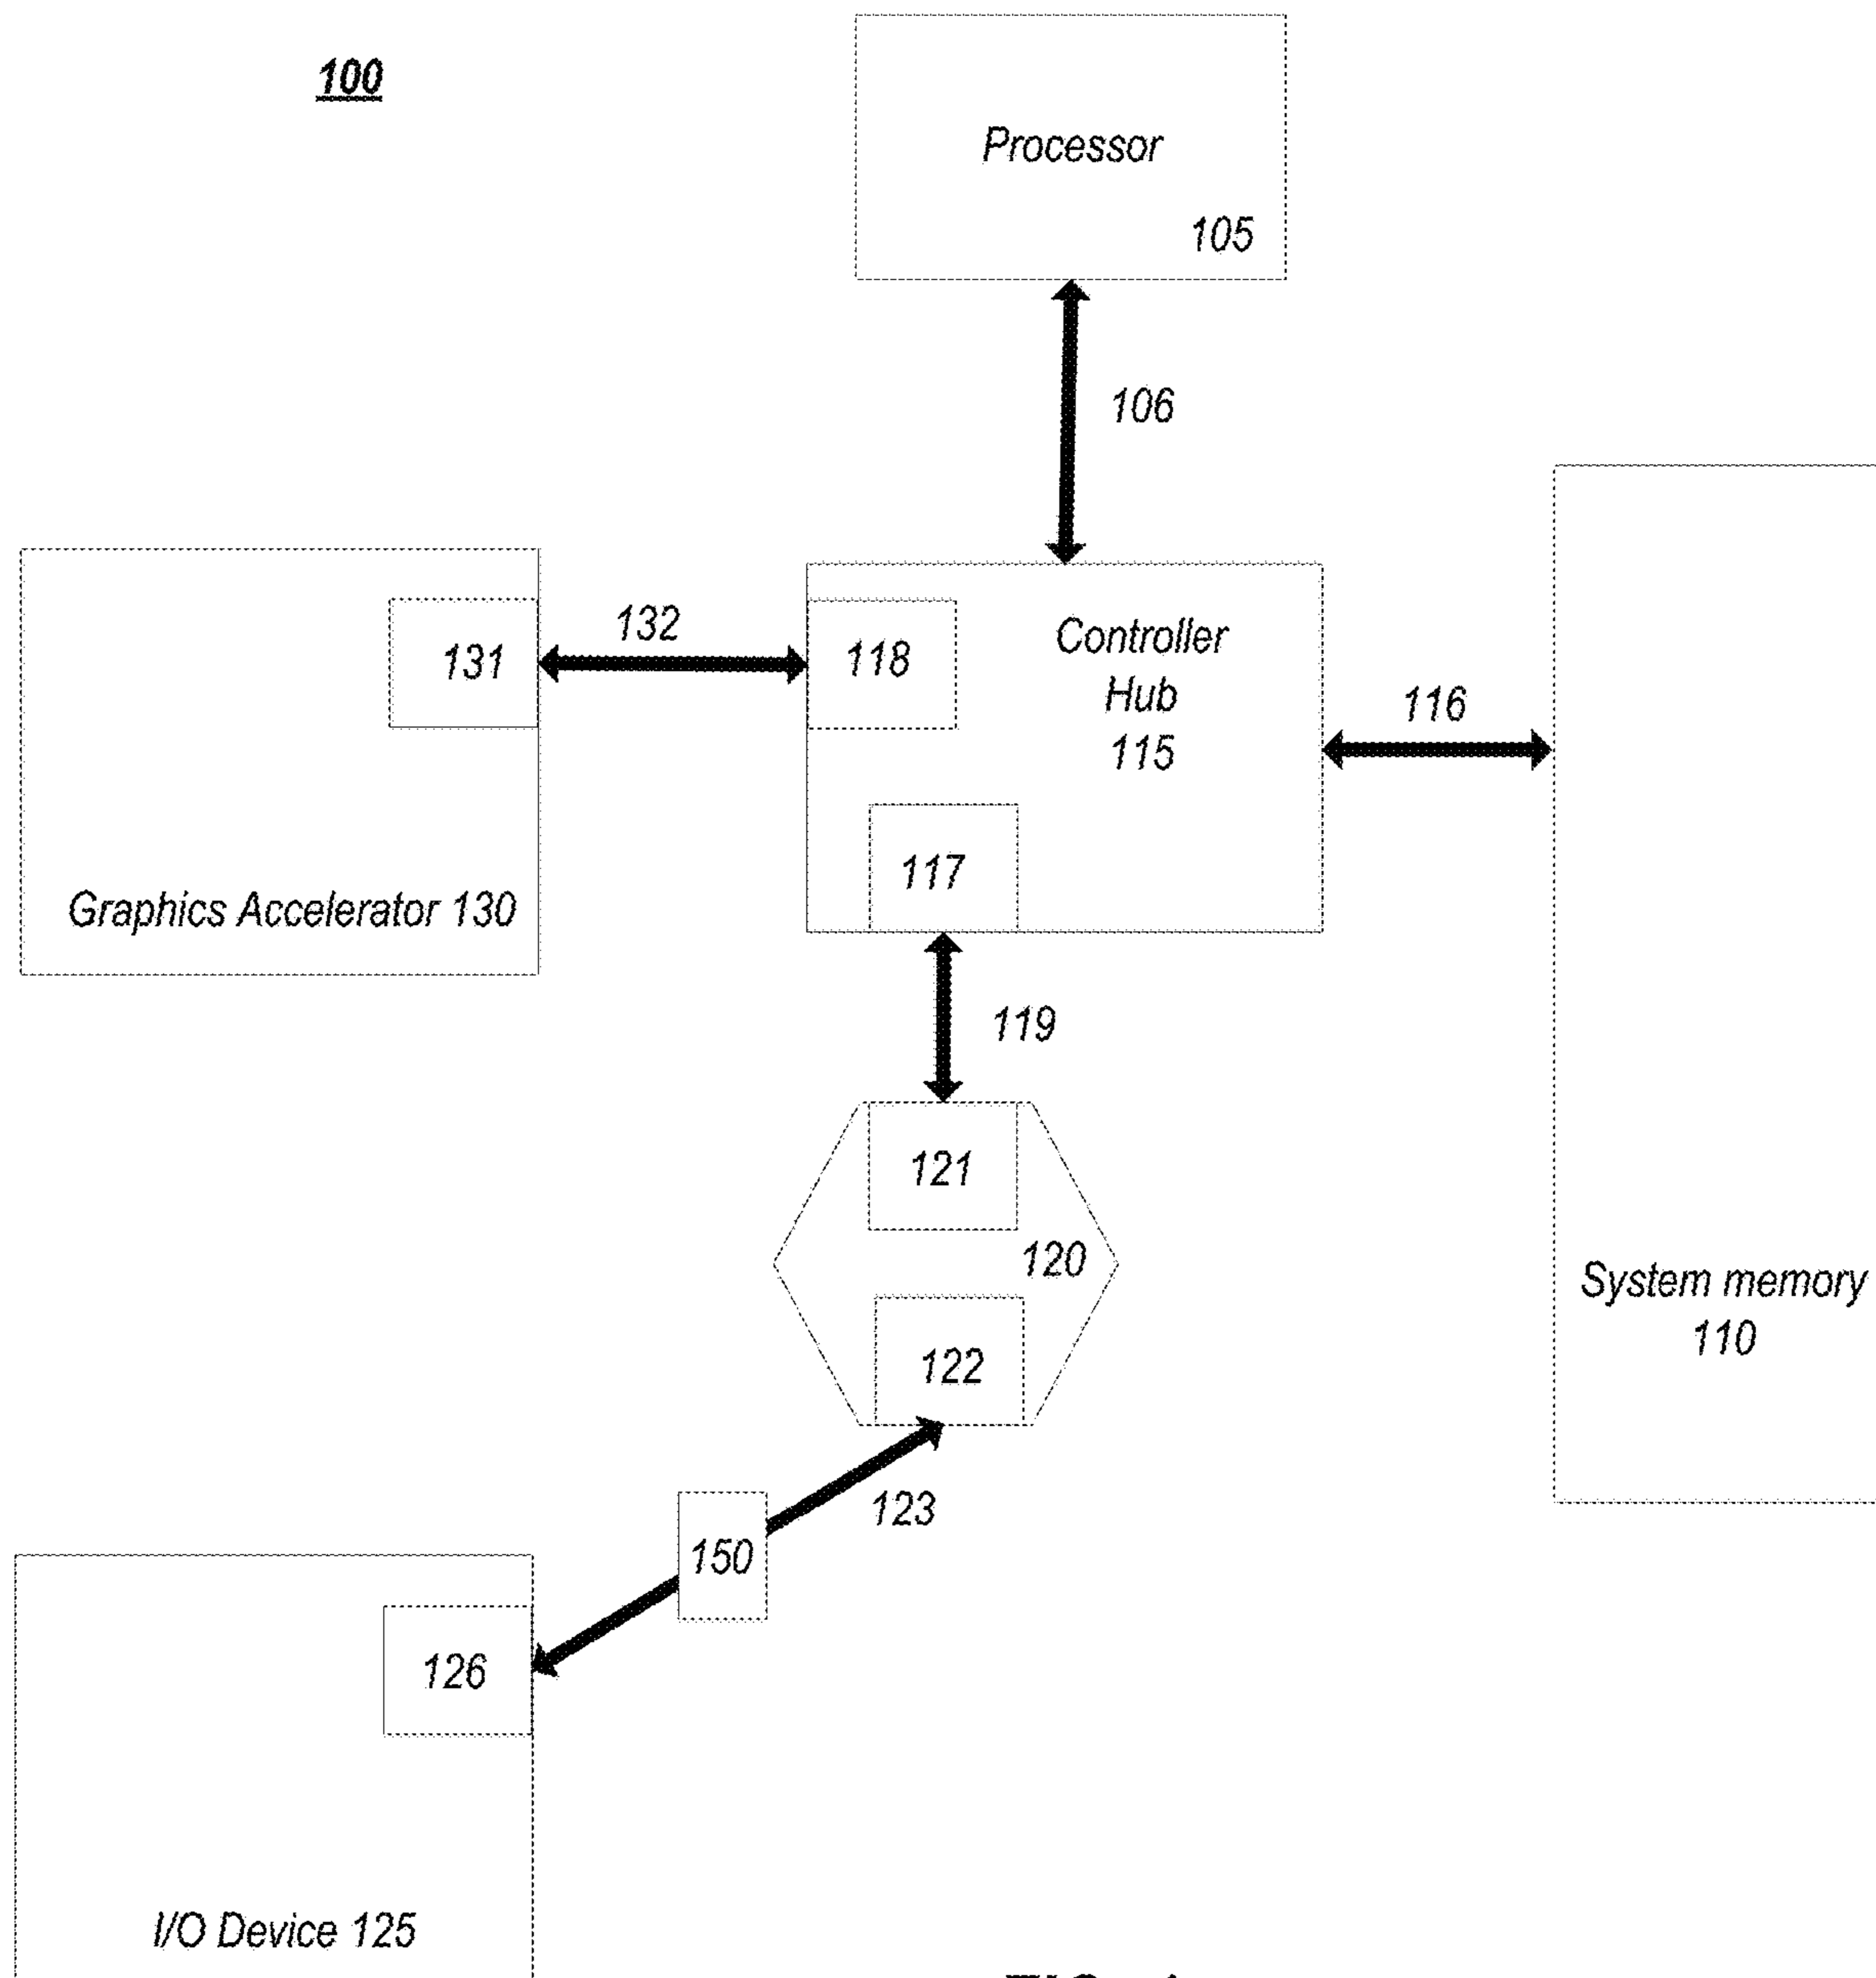 100
Processor
105
106
132
131
118
Controller
Hub
115
116
117
Graphics Accelerator 130
119
121
120
System memory
110
122
123
150
126
I/O Device 125